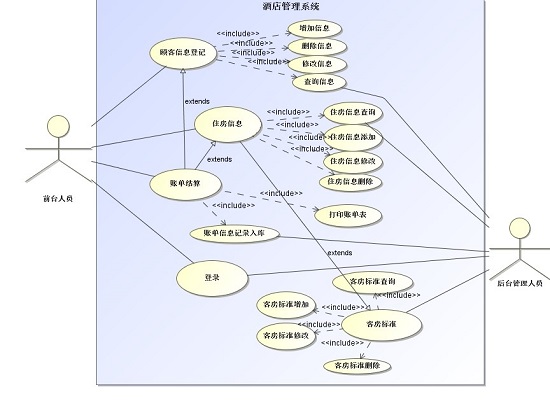 酒店管理系统
增加信息
<<include>>
删除信息
<<include>>
顾客信息登记
<<include>>
修改信息
<<include>>
查询信息
extends
住房信息
<<include>>
住房信息查询
<<include>>
住房信息添加
<<include>>
<<include>>
住房信息修改
extends
住房信息删除
前台人员
账单结算
<<include>>
<<include>>
打印账单表
账单信息记录入库
extends
登录
客房标准查询
后台管理人员
<<include>>
客房标准增加
<<include>>
客房标准
客房标准修改
<<include>>
<<include>>
客房标准删除